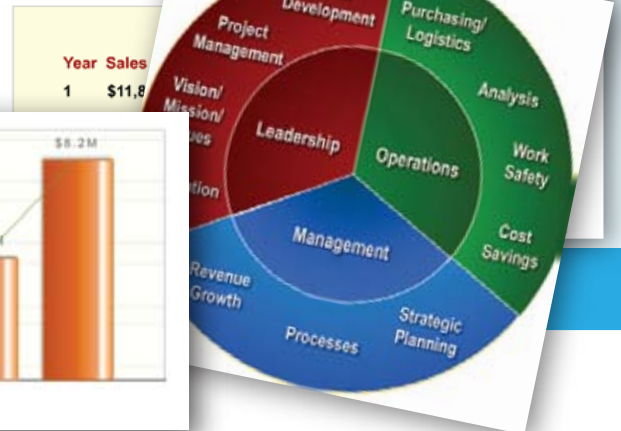 Year Sales
1 $11,8
$8.2M
Development
Project
Management
Vision/
Mission/
Leadership
Purchasing/
Logistics
Analysis
Work
Safety
Cost
Savings
Operations
Management
Revenue
Growth
Processes
Strategic
Planning